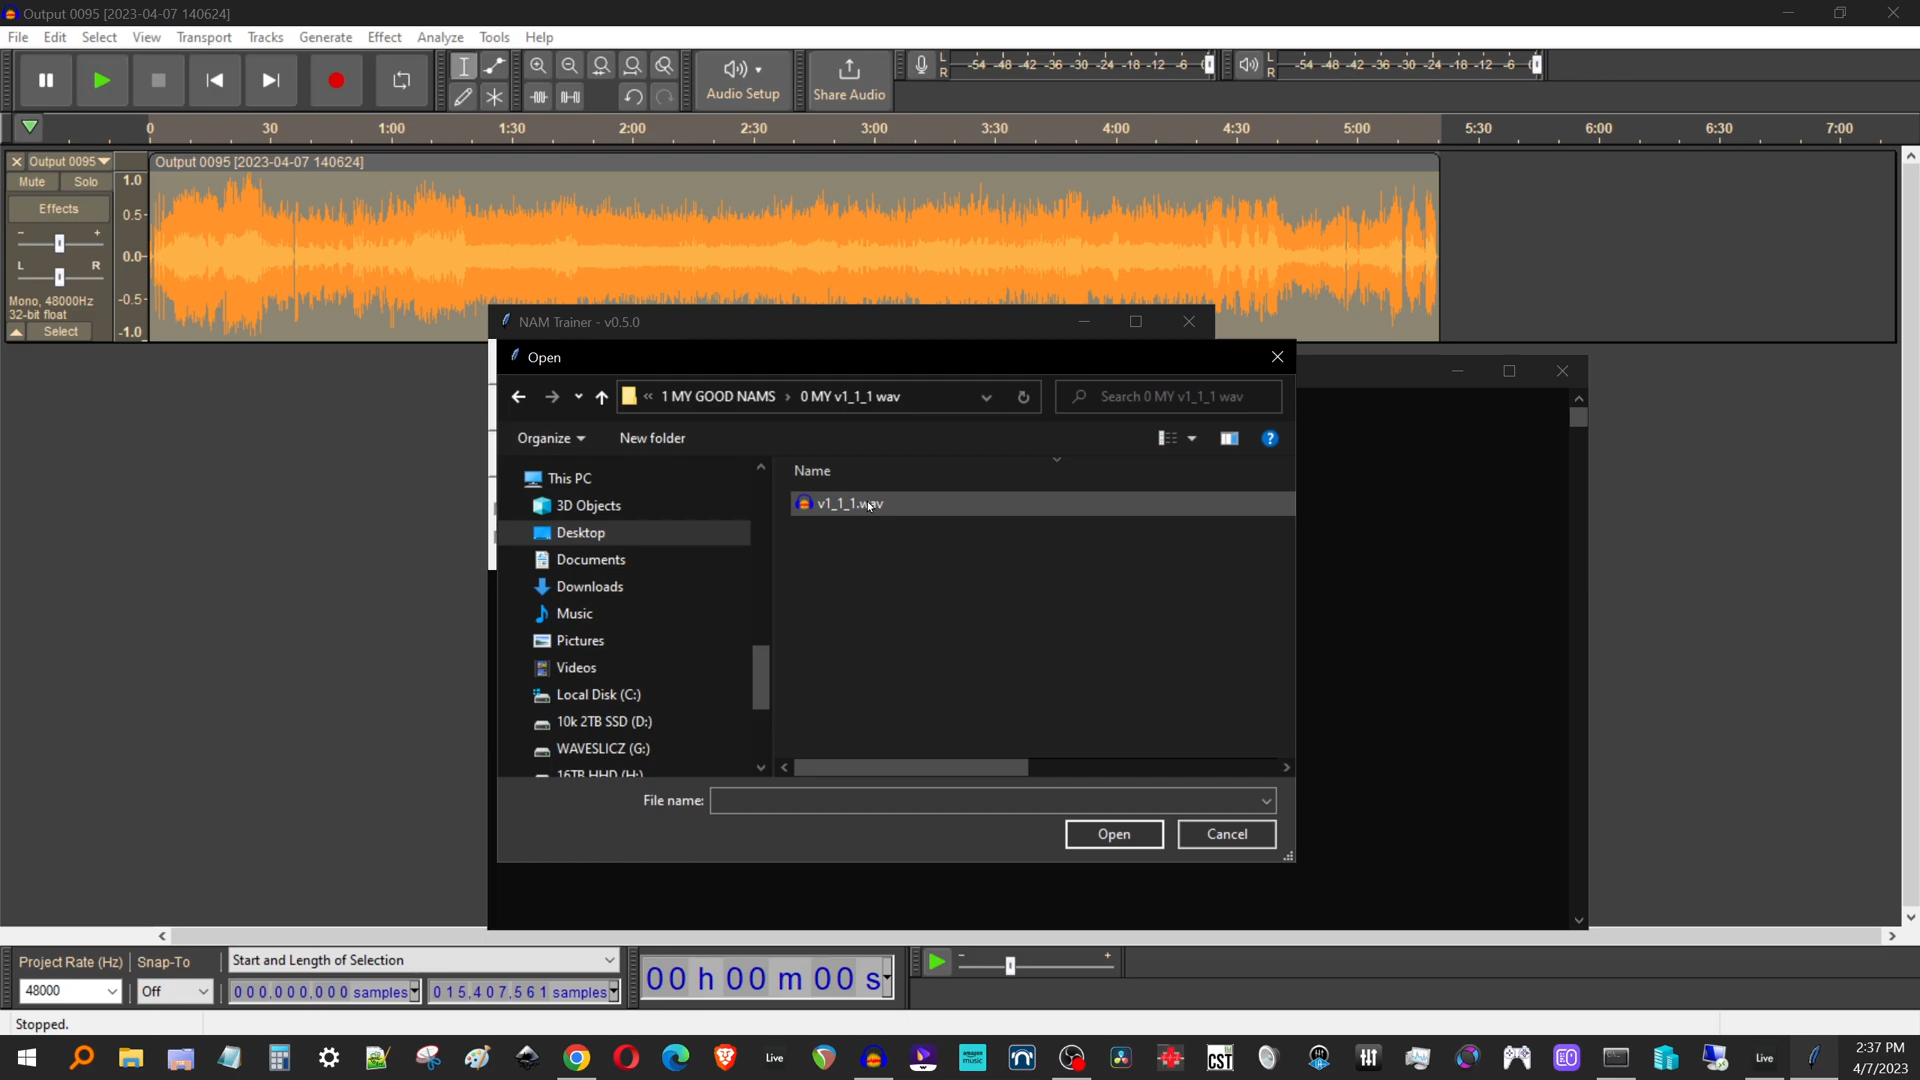 Output 0095 [2023-04-07 140624]
File Edit Select View Transport Tracks Generate Effect Analyze Tools Help
Audio Setup
Share Audio
L
R
-54 -48 -42 -36 -30 -24 -18 -12 -6 0
L
R
-54 -48 -42 -36 -30 -24 -18 -12 -6 0
0 30 1:00 1:30 2:00 2:30 3:00 3:30 4:00 4:30 5:00 5:30 6:00 6:30 7:00
Output 0095
Output 0095 [2023-04-07 140624]
Mute Solo
Effects
- +
L R
Mono, 48000Hz
32-bit float
Select
1.0
0.5-
0.0-
-0.5-
-1.0
NAM Trainer - v0.5.0
Open
« 1 MY GOOD NAMS › 0 MY v1_1_1 wav
Search 0 MY v1_1_1 wav
Organize New folder
This PC
3D Objects
Desktop
Documents
Downloads
Music
Pictures
Videos
Local Disk (C:)
10k 2TB SSD (D:)
WAVESLICZ (G:)
16TB HHD (H:)
Name
v1_1_1.wav
File name:
Open Cancel
Project Rate (Hz) Snap-To
48000 Off
Start and Length of Selection
000,000,000 samples 015,407,561 samples
00 h 00 m 00 s
- +
Stopped.
Live
amazon music
CST
Live
2:37 PM
4/7/2023